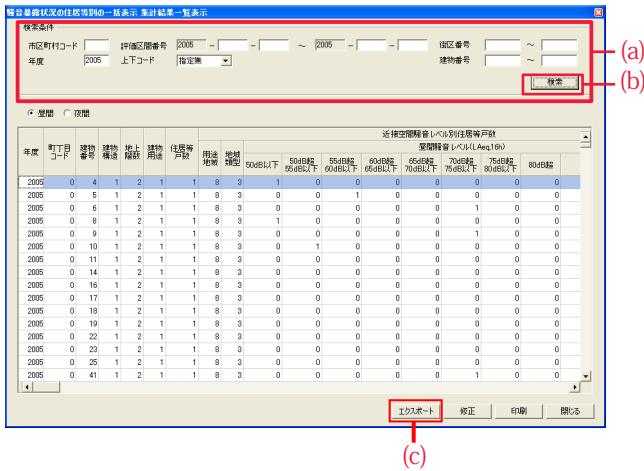 騒音暴露状況の住居等別の一括表示 集計結果一覧表示
検索条件
市区町村コード 評価区間番号 2005 - - ～ 2005 - - 街区番号 ～
年度 2005 上下コード 指定無 建物番号 ～
検索
(a)
(b)
昼間 夜間
近接空間騒音レベル別住居等戸数
昼間騒音レベル(LAeq,16h)
年度 町丁目コード 建物番号 建物構造 地上階数 建物用途 住居等戸数 用途地域 地域類型 50dB以下 50dB超55dB以下 55dB超60dB以下 60dB超65dB以下 65dB超70dB以下 70dB超75dB以下 75dB超80dB以下 80dB超
2005 0 4 1 2 1 1 8 3 1 0 0 0 0 0 0 0
2005 0 5 1 2 1 1 8 3 0 0 1 0 0 0 0 0
2005 0 6 1 2 1 1 8 3 0 0 0 0 0 1 0 0
2005 0 8 1 2 1 1 8 3 1 0 0 0 0 0 0 0
2005 0 9 1 2 1 1 8 3 0 0 0 0 0 1 0 0
2005 0 10 1 2 1 1 8 3 0 1 0 0 0 0 0 0
2005 0 11 1 2 1 1 8 3 0 0 0 0 0 0 0 0
2005 0 14 1 2 1 1 8 3 0 0 0 0 0 0 0 0
2005 0 16 1 2 1 1 8 3 0 0 0 0 0 0 0 0
2005 0 17 1 2 1 1 8 3 0 0 0 0 0 0 0 0
2005 0 18 1 2 1 1 8 3 0 0 0 0 0 0 0 0
2005 0 19 1 2 1 1 8 3 0 0 0 0 0 0 0 0
2005 0 22 1 2 1 1 8 3 0 0 0 0 0 0 0 0
2005 0 23 1 2 1 1 8 3 0 0 0 0 0 0 0 0
2005 0 25 1 2 1 1 8 3 0 0 0 0 0 0 0 0
2005 0 41 1 2 1 1 8 3 0 0 0 0 0 1 0 0
エクスポート 修正 印刷 閉じる
(c)